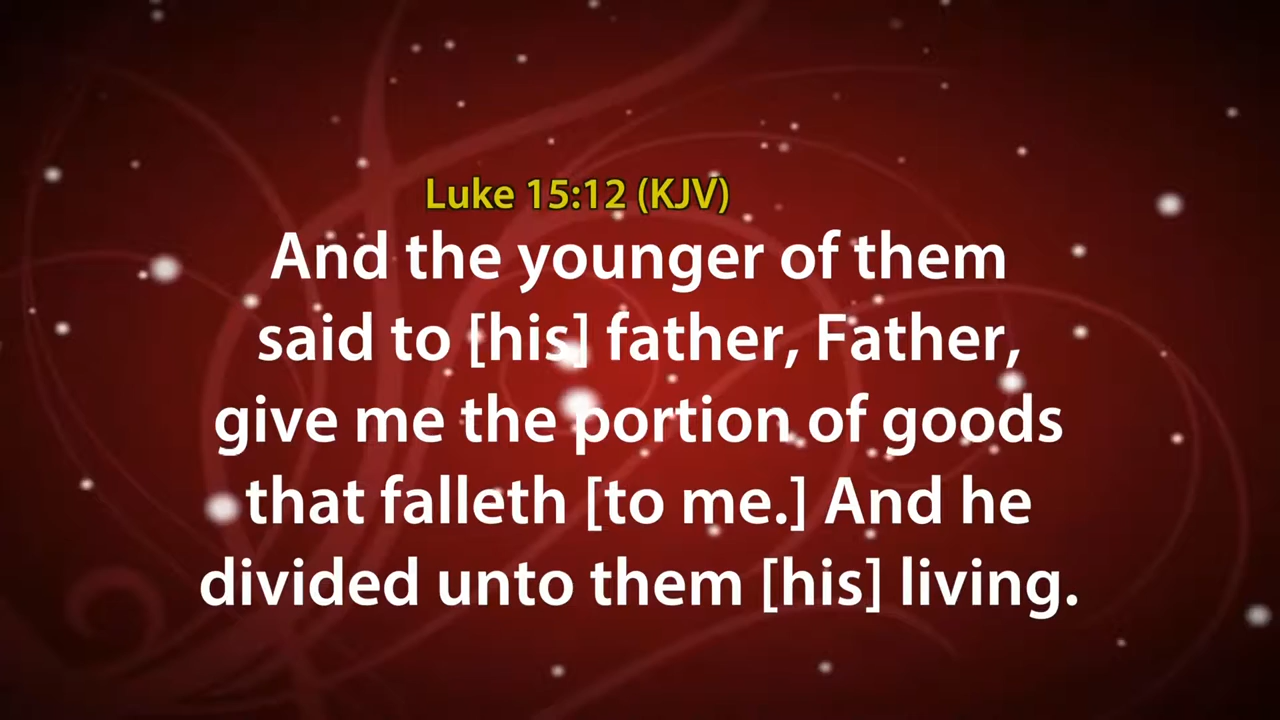 Luke 15:12 (KJV)
And the younger of them
said to [his] father, Father,
give me the portion of goods
that falleth [to me.] And he
divided unto them [his] living.